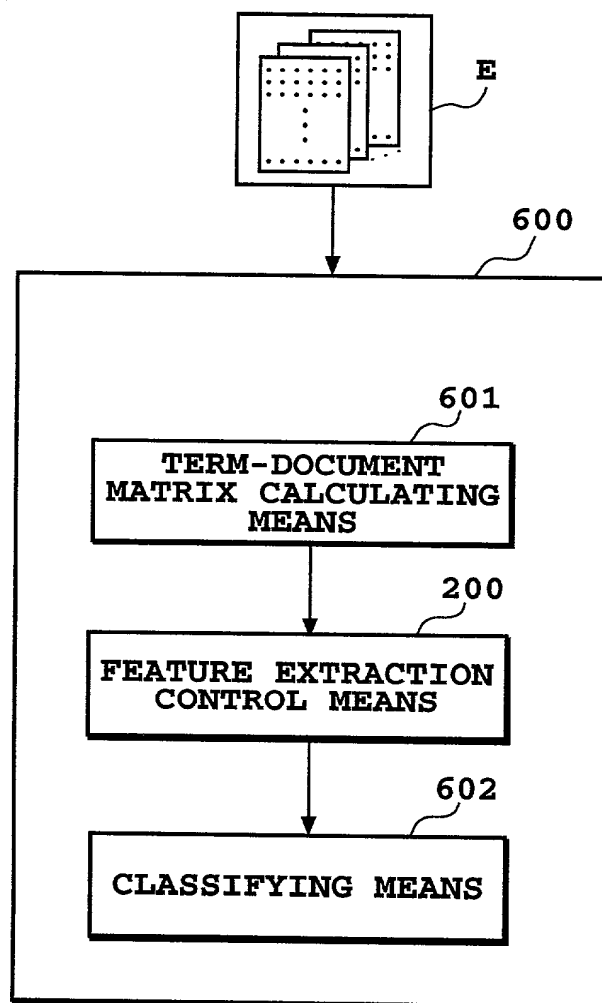 E
600
601
TERM-DOCUMENT
MATRIX CALCULATING
MEANS
200
FEATURE EXTRACTION
CONTROL MEANS
602
CLASSIFYING MEANS